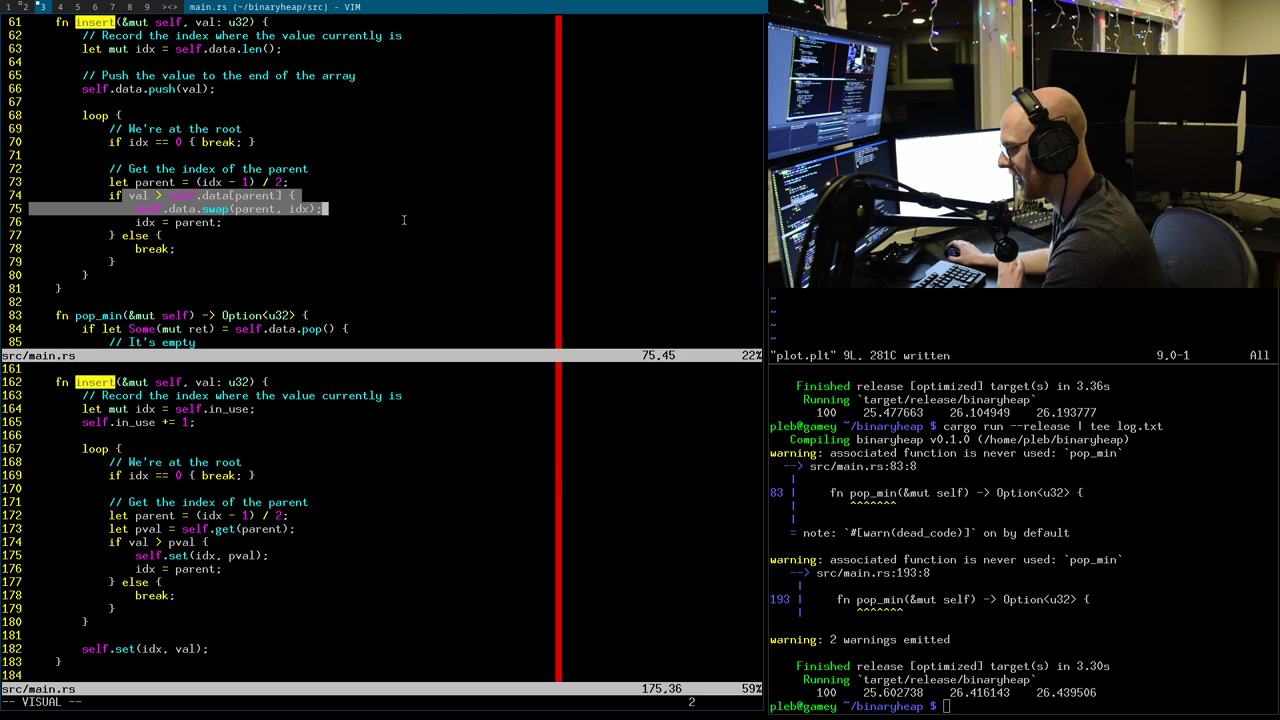 1 2 3 4 5 6 7 8 9 ><> main.rs (~/binaryheap/src) - VIM
61     fn insert(&mut self, val: u32) {
62         // Record the index where the value currently is
63         let mut idx = self.data.len();
64
65         // Push the value to the end of the array
66         self.data.push(val);
67
68         loop {
69             // We're at the root
70             if idx == 0 { break; }
71
72             // Get the index of the parent
73             let parent = (idx - 1) / 2;
74             if val > self.data[parent] {
75                 self.data.swap(parent, idx);
76                 idx = parent;
77             } else {
78                 break;
79             }
80         }
81     }
82
83     fn pop_min(&mut self) -> Option<u32> {
84         if let Some(mut ret) = self.data.pop() {
85             // It's empty
src/main.rs 75,45 22%
161
162     fn insert(&mut self, val: u32) {
163         // Record the index where the value currently is
164         let mut idx = self.in_use;
165         self.in_use += 1;
166
167         loop {
168             // We're at the root
169             if idx == 0 { break; }
170
171             // Get the index of the parent
172             let parent = (idx - 1) / 2;
173             let pval = self.get(parent);
174             if val > pval {
175                 self.set(idx, pval);
176                 idx = parent;
177             } else {
178                 break;
179             }
180         }
181
182         self.set(idx, val);
183     }
184
src/main.rs 175,36 59%
-- VISUAL -- 2
~
~
~
~
"plot.plt" 9L, 281C written 9,0-1 All
    Finished release [optimized] target(s) in 3.36s
     Running `target/release/binaryheap`
    100    25.477663    26.104949    26.193777
pleb@gamey ~/binaryheap $ cargo run --release | tee log.txt
   Compiling binaryheap v0.1.0 (/home/pleb/binaryheap)
warning: associated function is never used: `pop_min`
  --> src/main.rs:83:8
   |
83 |     fn pop_min(&mut self) -> Option<u32> {
   |        ^^^^^^^
   |
   = note: `#[warn(dead_code)]` on by default
warning: associated function is never used: `pop_min`
   --> src/main.rs:193:8
    |
193 |     fn pop_min(&mut self) -> Option<u32> {
    |        ^^^^^^^
warning: 2 warnings emitted
    Finished release [optimized] target(s) in 3.30s
     Running `target/release/binaryheap`
    100    25.602738    26.416143    26.439506
pleb@gamey ~/binaryheap $